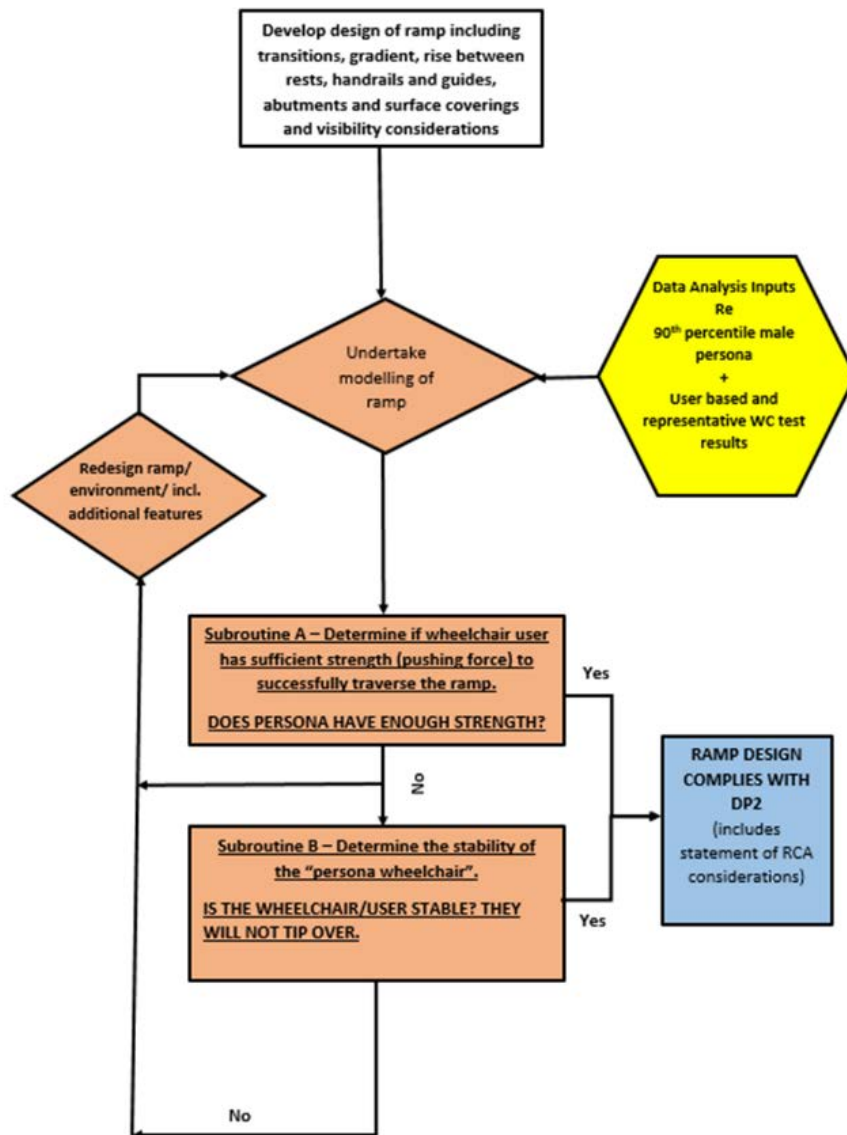 Develop design of ramp including
transitions, gradient, rise between
rests, handrails and guides,
abutments and surface coverings
and visibility considerations
Data Analysis Inputs
Re
90th percentile male
persona
+
User based and
representative WC test
results
Undertake
modelling of
ramp
Redesign ramp/
environment/ incl.
additional features
Subroutine A – Determine if wheelchair user
has sufficient strength (pushing force) to
successfully traverse the ramp.
DOES PERSONA HAVE ENOUGH STRENGTH?
Yes
No
RAMP DESIGN
COMPLIES WITH
DP2
(includes
statement of RCA
considerations)
Subroutine B – Determine the stability of
the “persona wheelchair”.
IS THE WHEELCHAIR/USER STABLE? THEY
WILL NOT TIP OVER.
Yes
No